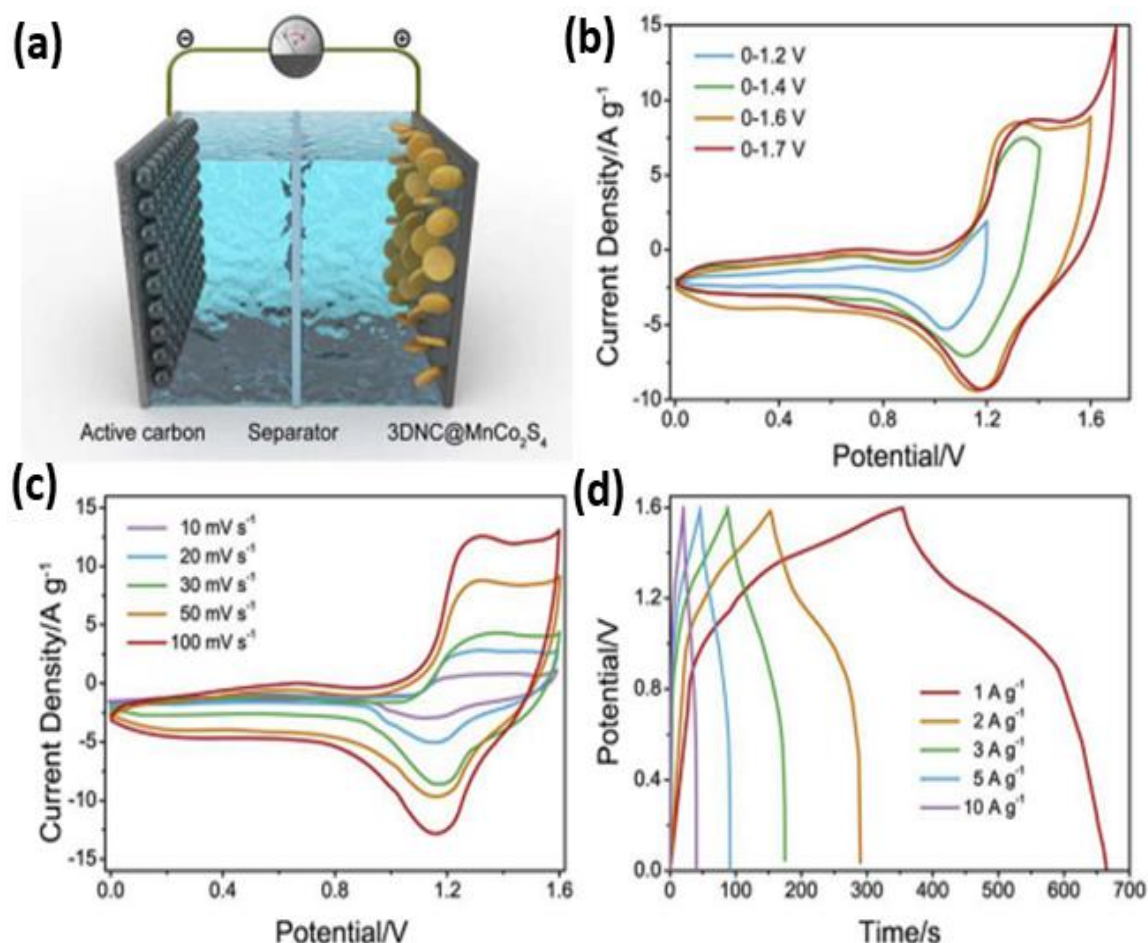 (a)
⊖
⊕
Active carbon
Separator
3DNC@MnCo₂S₄
(b)
0-1.2 V
0-1.4 V
0-1.6 V
0-1.7 V
Current Density/A g⁻¹
15
10
5
0
-5
-10
0.0
0.4
0.8
1.2
1.6
Potential/V
(c)
10 mV s⁻¹
20 mV s⁻¹
30 mV s⁻¹
50 mV s⁻¹
100 mV s⁻¹
Current Density/A g⁻¹
15
10
5
0
-5
-10
-15
0.0
0.4
0.8
1.2
1.6
Potential/V
(d)
Potential/V
1.6
1.2
0.8
0.4
0.0
1 A g⁻¹
2 A g⁻¹
3 A g⁻¹
5 A g⁻¹
10 A g⁻¹
0
100
200
300
400
500
600
700
Time/s